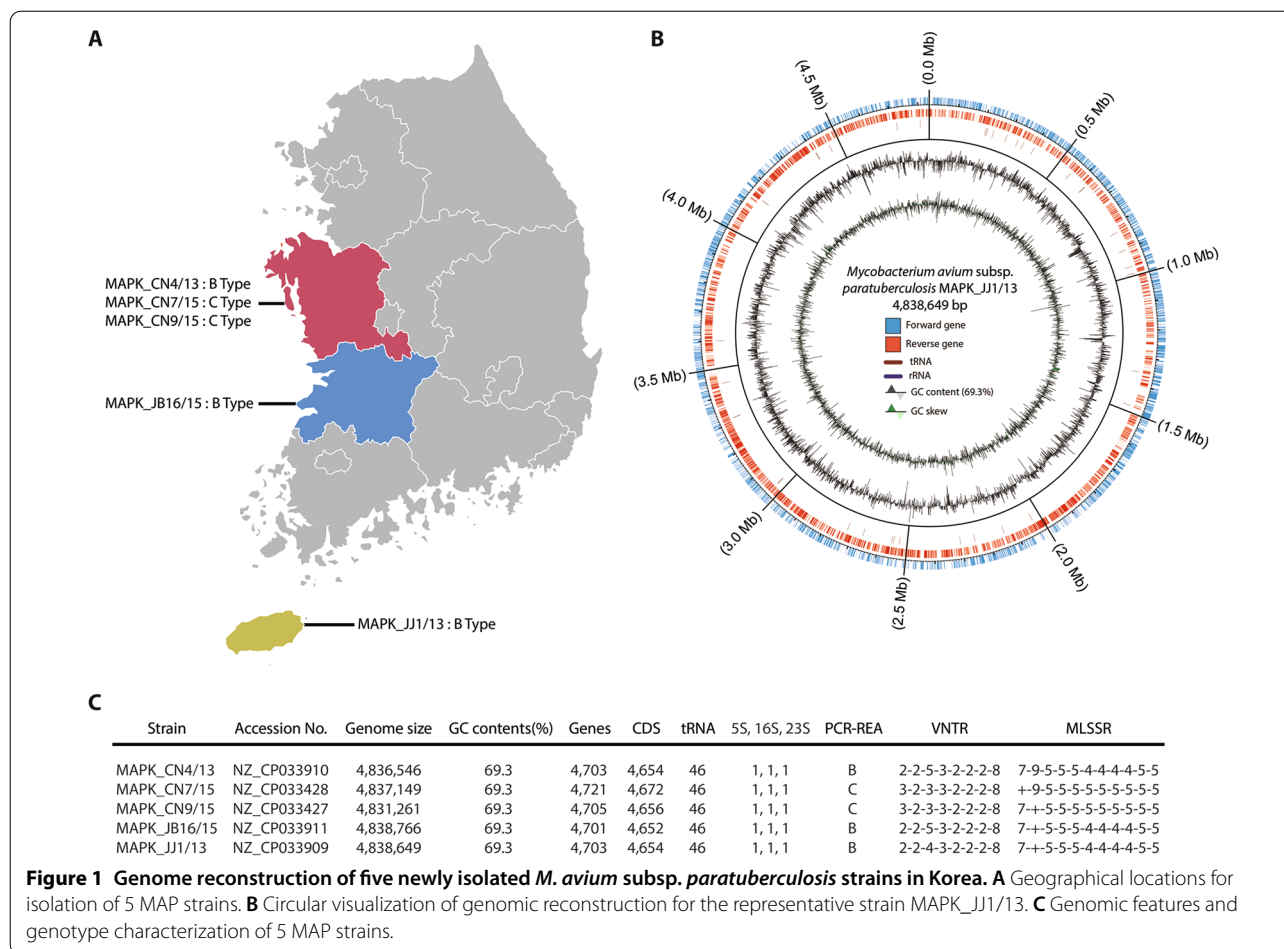 A
MAPK_CN4/13 : B Type
MAPK_CN7/15 : C Type
MAPK_CN9/15 : C Type
MAPK_JB16/15 : B Type
MAPK_JJ1/13 : B Type
B
(0.0 Mb)
(0.5 Mb)
(1.0 Mb)
(1.5 Mb)
(2.0 Mb)
(2.5 Mb)
(3.0 Mb)
(3.5 Mb)
(4.0 Mb)
(4.5 Mb)
Mycobacterium avium subsp.
paratuberculosis MAPK_JJ1/13
4,838,649 bp
Forward gene
Reverse gene
tRNA
rRNA
GC content (69.3%)
GC skew
C
Strain Accession No. Genome size GC contents(%) Genes CDS tRNA 5S, 16S, 23S PCR-REA VNTR MLSSR
MAPK_CN4/13 NZ_CP033910 4,836,546 69.3 4,703 4,654 46 1, 1, 1 B 2-2-5-3-2-2-2-8 7-9-5-5-5-4-4-4-4-5-5
MAPK_CN7/15 NZ_CP033428 4,837,149 69.3 4,721 4,672 46 1, 1, 1 C 3-2-3-3-2-2-2-8 +-9-5-5-5-5-5-5-5-5-5
MAPK_CN9/15 NZ_CP033427 4,831,261 69.3 4,705 4,656 46 1, 1, 1 C 3-2-3-3-2-2-2-8 7-+-5-5-5-5-5-5-5-5-5
MAPK_JB16/15 NZ_CP033911 4,838,766 69.3 4,701 4,652 46 1, 1, 1 B 2-2-5-3-2-2-2-8 7-+-5-5-5-4-4-4-4-5-5
MAPK_JJ1/13 NZ_CP033909 4,838,649 69.3 4,703 4,654 46 1, 1, 1 B 2-2-4-3-2-2-2-8 7-+-5-5-5-4-4-4-4-5-5
Figure 1 Genome reconstruction of five newly isolated M. avium subsp. paratuberculosis strains in Korea. A Geographical locations for
isolation of 5 MAP strains. B Circular visualization of genomic reconstruction for the representative strain MAPK_JJ1/13. C Genomic features and
genotype characterization of 5 MAP strains.